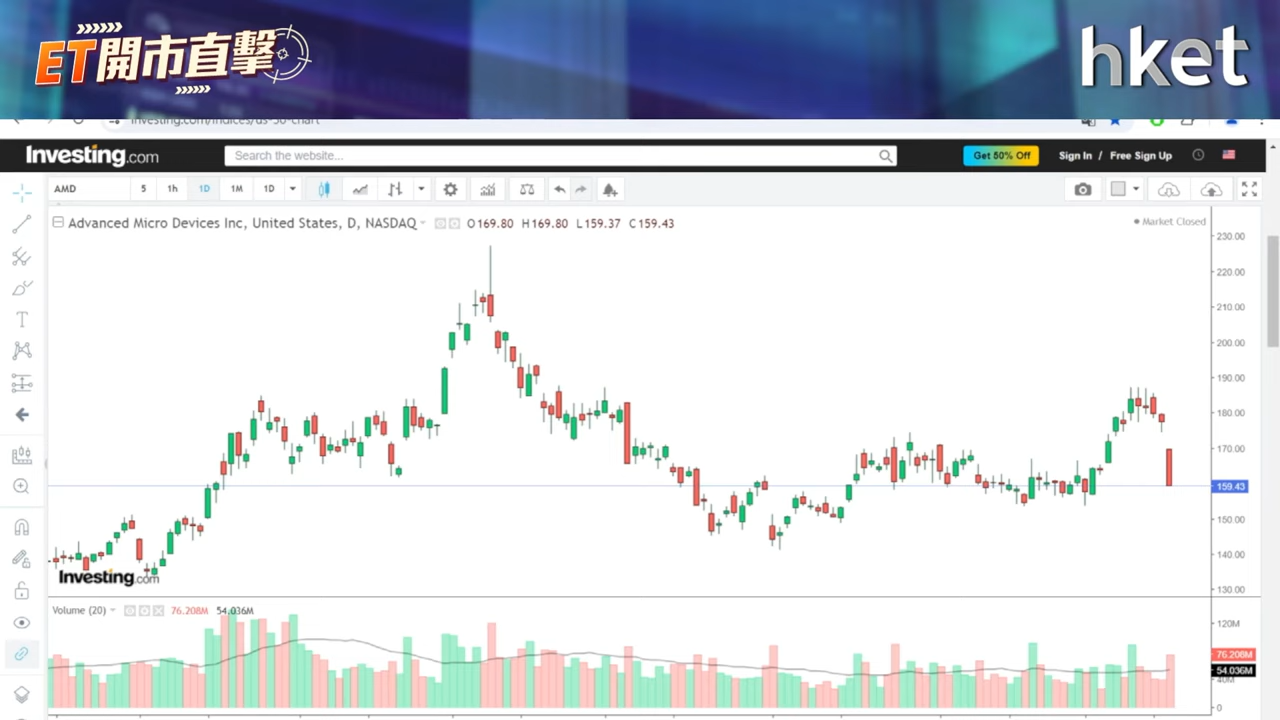 ET開市直擊
hket
investing.com/indices/us-30-chart
Investing.com
Search the website...
Get 50% Off
Sign In / Free Sign Up
AMD
5
1h
1D
1M
1D
Advanced Micro Devices Inc, United States, D, NASDAQ
O169.80 H169.80 L159.37 C159.43
Market Closed
230.00
220.00
210.00
200.00
190.00
180.00
170.00
159.43
150.00
140.00
130.00
Investing.com
Volume (20)
76.208M
54.036M
120M
76.208M
54.036M
40M
0